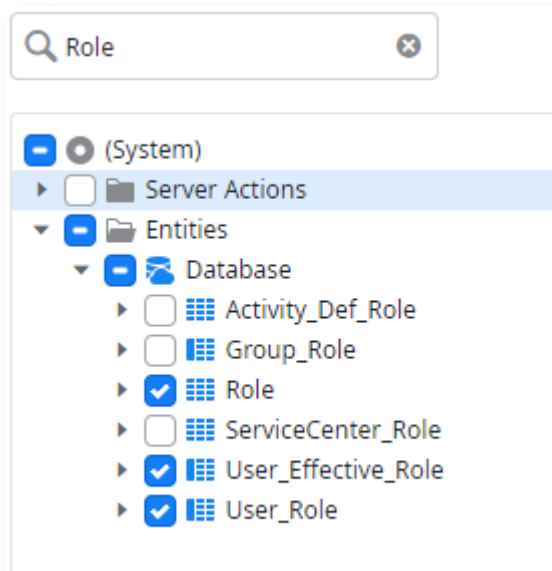 Role
(System)
Server Actions
Entities
Database
Activity_Def_Role
Group_Role
Role
ServiceCenter_Role
User_Effective_Role
User_Role